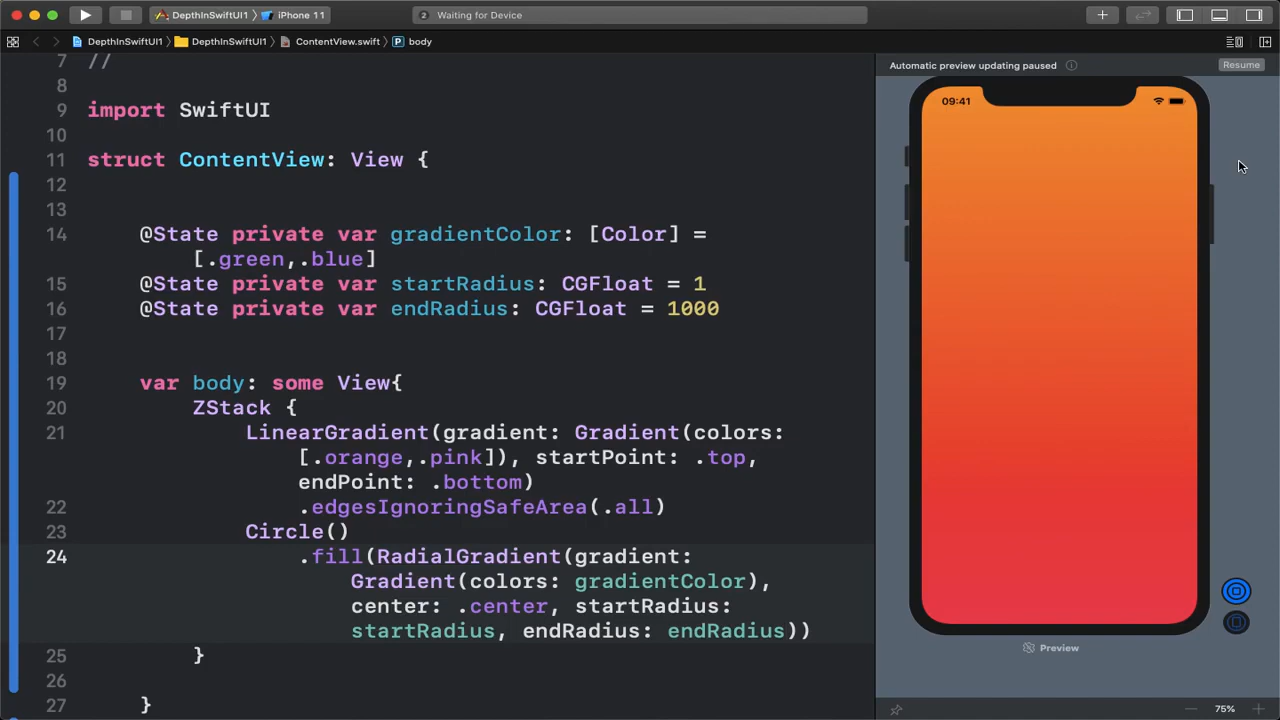 DepthInSwiftUI1 〉 iPhone 11
2 Waiting for Device
DepthInSwiftUI1 〉 DepthInSwiftUI1 〉 ContentView.swift 〉 P body
Automatic preview updating paused
Resume
7 //
8
9 import SwiftUI
10
11 struct ContentView: View {
12
13
14 @State private var gradientColor: [Color] =
[.green,.blue]
15 @State private var startRadius: CGFloat = 1
16 @State private var endRadius: CGFloat = 1000
17
18
19 var body: some View{
20 ZStack {
21 LinearGradient(gradient: Gradient(colors:
[.orange,.pink]), startPoint: .top,
endPoint: .bottom)
22 .edgesIgnoringSafeArea(.all)
23 Circle()
24 .fill(RadialGradient(gradient:
Gradient(colors: gradientColor),
center: .center, startRadius:
startRadius, endRadius: endRadius))
25 }
26
27 }
09:41
Preview
75%